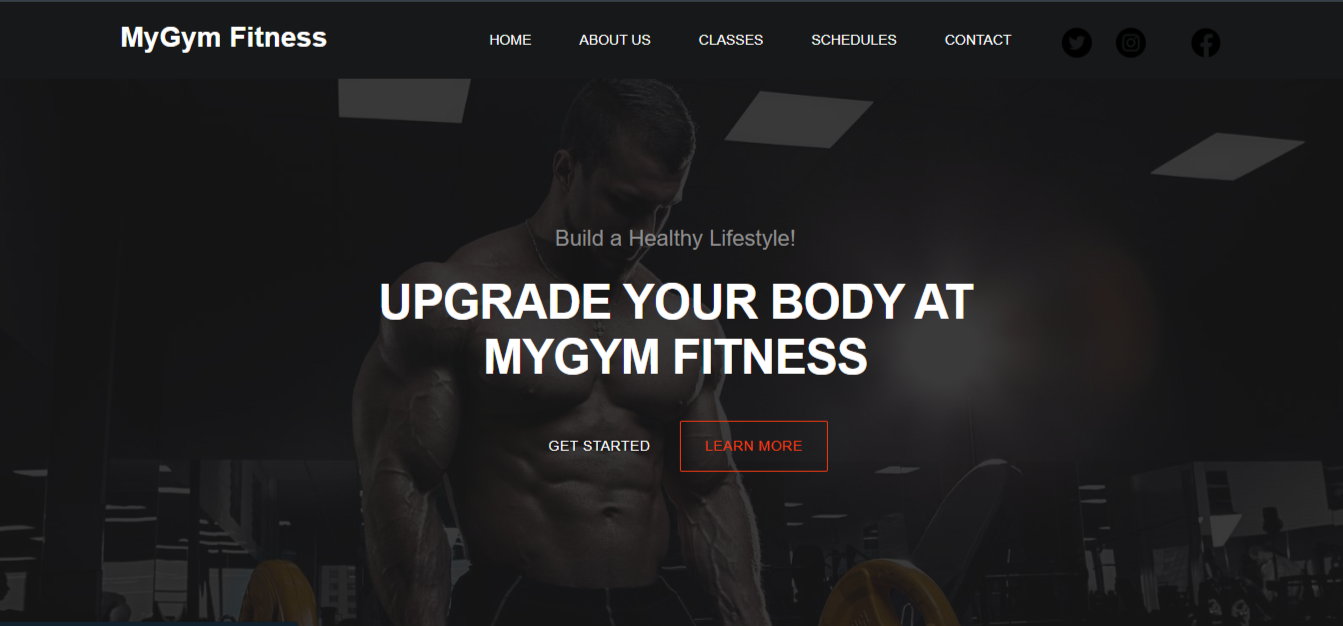 MyGym Fitness
HOME ABOUT US CLASSES SCHEDULES CONTACT
Build a Healthy Lifestyle!
UPGRADE YOUR BODY AT
MYGYM FITNESS
GET STARTED LEARN MORE